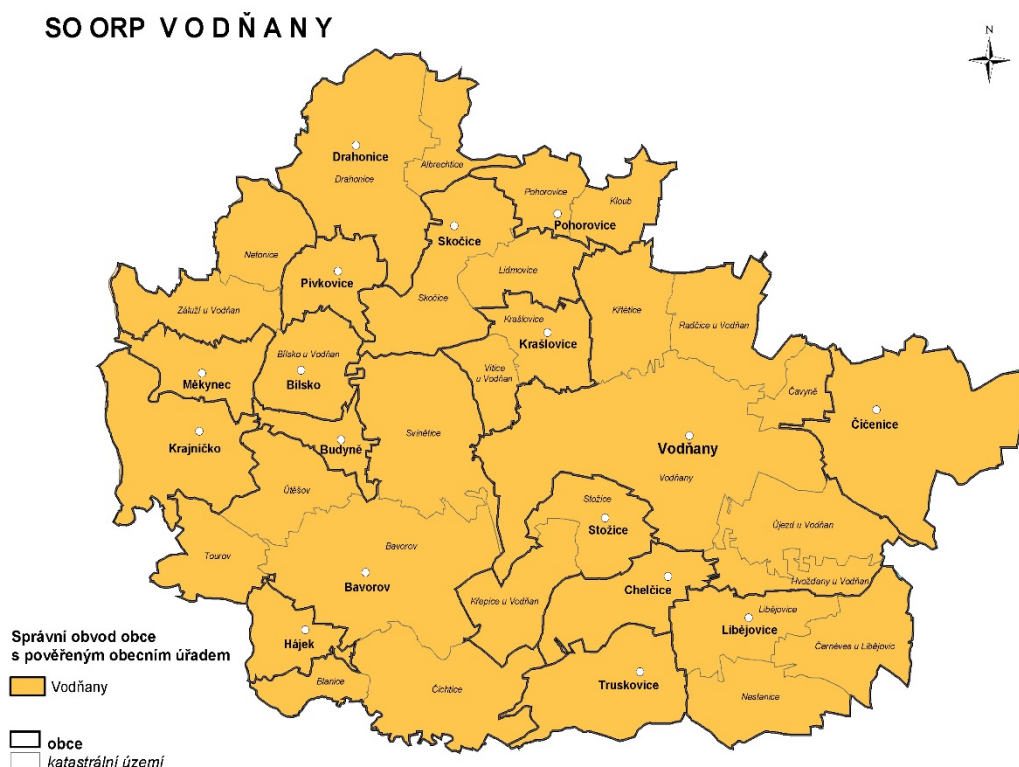 SO ORP VODŇANY
N
Drahonice
Drahonice
Albrechtice
Pohorovice
Kloub
Pohorovice
Skočice
Netonice
Lidmovice
Pivkovice
Skočice
Záluží u Vodňan
Krašlovice
Křtětice
Radčice u Vodňan
Krašlovice
Bílsko u Vodňan
Vitice
u Vodňan
Měkynec
Bílsko
Čavyně
Čičenice
Krajníčko
Svinětice
Budyně
Vodňany
Vodňany
Útěšov
Stožice
Stožice
Újezd u Vodňan
Tourov
Bavorov
Bavorov
Hvožďany u Vodňan
Chelčice
Křepice u Vodňan
Libějovice
Libějovice
Hájek
Černěves u Libějovic
Blanice
Čichtice
Truskovice
Nestanice
Správní obvod obce
s pověřeným obecním úřadem
Vodňany
obce
katastrální území